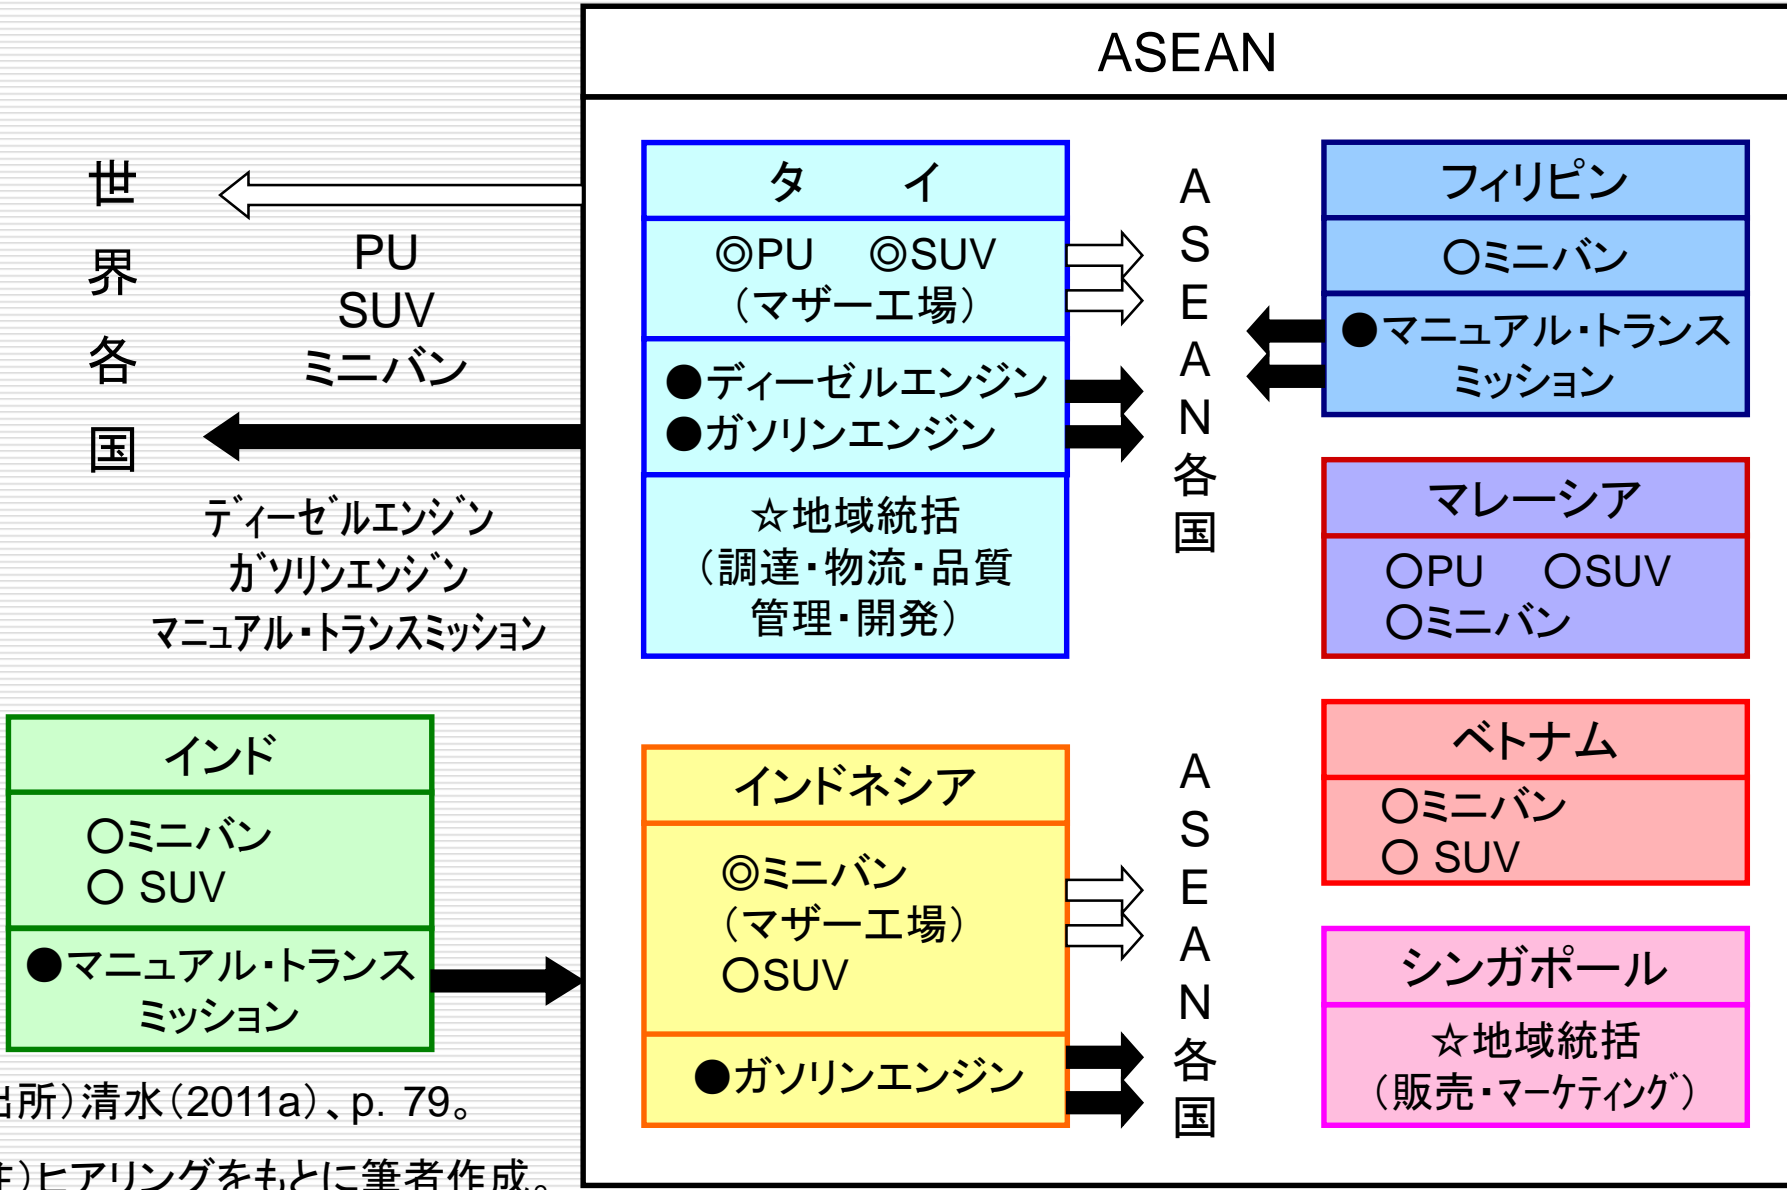 ASEAN
世界各国
PU
SUV
ミニバン
ディーゼルエンジン
ガソリンエンジン
マニュアル・トランスミッション
タ　イ
◎PU　◎SUV
（マザー工場）
●ディーゼルエンジン
●ガソリンエンジン
☆地域統括
（調達・物流・品質
管理・開発）
ASEAN各国
フィリピン
○ミニバン
●マニュアル・トランス
ミッション
マレーシア
○PU　○SUV
○ミニバン
インド
○ミニバン
○ SUV
●マニュアル・トランス
ミッション
インドネシア
◎ミニバン
（マザー工場）
○SUV
●ガソリンエンジン
ASEAN各国
ベトナム
○ミニバン
○ SUV
シンガポール
☆地域統括
（販売・マーケティング）
所）清水（2011a）、p. 79。
）ヒアリングをもとに筆者作成。